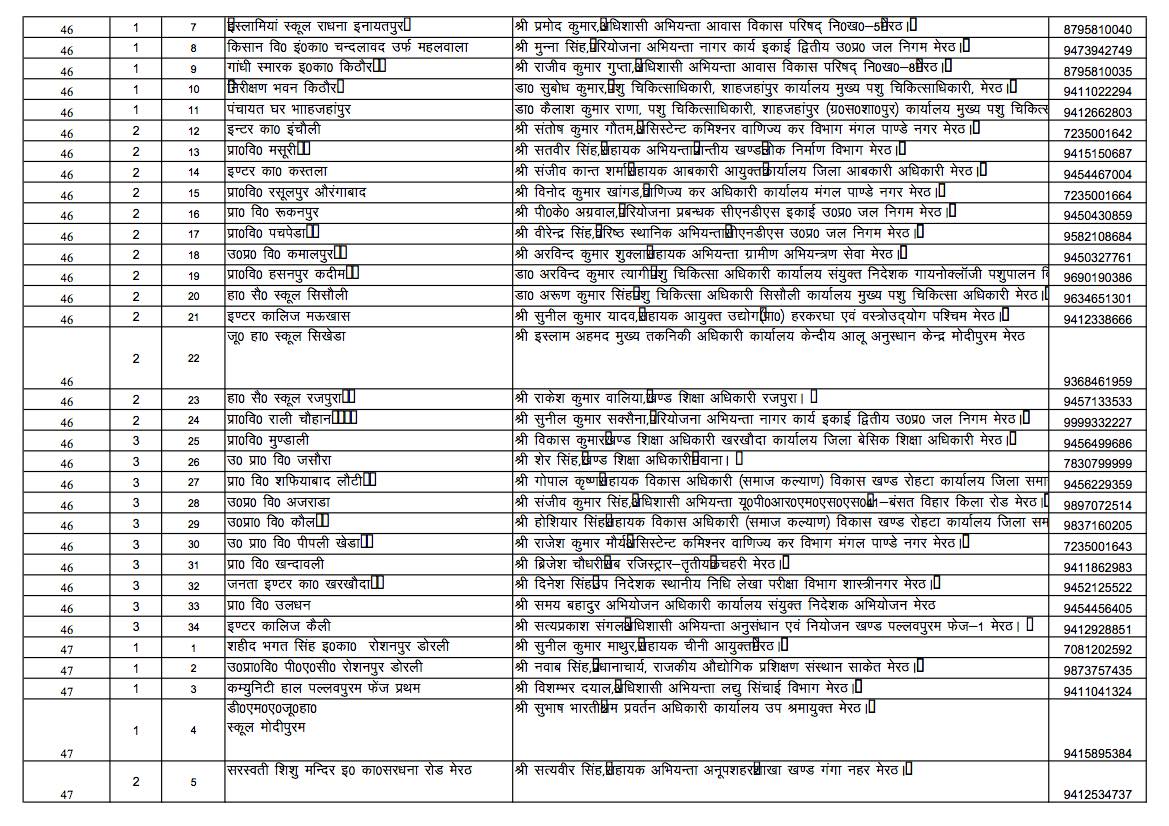 46 1 7 इस्लामियां स्कूल राधना इनायतपुर श्री प्रमोद कुमार,अधिशासी अभियन्ता आवास विकास परिषद् नि0ख0–5मेरठ। 8795810040
46 1 8 किसान वि0 इं0का0 चन्दलावद उर्फ महलवाला श्री मुन्ना सिंह,परियोजना अभियन्ता नागर कार्य इकाई द्वितीय उ0प्र0 जल निगम मेरठ। 9473942749
46 1 9 गांधी स्मारक इ0का0 किठौर श्री राजीव कुमार गुप्ता,अधिशासी अभियन्ता आवास विकास परिषद् नि0ख0–8मेरठ। 8795810035
46 1 10 निरीक्षण भवन किठौर डा0 सुबोध कुमार,पशु चिकित्साधिकारी, शाहजहांपुर कार्यालय मुख्य पशु चिकित्साधिकारी, मेरठ। 9411022294
46 1 11 पंचायत घर भााहजहांपुर डा0 कैलाश कुमार राणा, पशु चिकित्साधिकारी, शाहजहांपुर (ग्र0स0शा0पुर) कार्यालय मुख्य पशु चिकित्स 9412662803
46 2 12 इन्टर का0 इंचौली श्री संतोष कुमार गौतम,असिस्टेन्ट कमिश्नर वाणिज्य कर विभाग मंगल पाण्डे नगर मेरठ। 7235001642
46 2 13 प्रा0वि0 मसूरी श्री सतवीर सिंह,सहायक अभियन्ताप्रान्तीय खण्डलोक निर्माण विभाग मेरठ। 9415150687
46 2 14 इण्टर का0 कस्तला श्री संजीव कान्त शर्मासहायक आबकारी आयुक्तकार्यालय जिला आबकारी अधिकारी मेरठ। 9454467004
46 2 15 प्रा0वि0 रसूलपुर औरंगाबाद श्री विनोद कुमार खांगड,वाणिज्य कर अधिकारी कार्यालय मंगल पाण्डे नगर मेरठ। 7235001664
46 2 16 प्रा0 वि0 रूकनपुर श्री पी0के0 अग्रवाल,परियोजना प्रबन्धक सीएनडीएस इकाई उ0प्र0 जल निगम मेरठ। 9450430859
46 2 17 प्रा0वि0 पचपेडा श्री वीरेन्द्र सिंह,वरिष्ठ स्थानिक अभियन्तासीएनडीएस उ0प्र0 जल निगम मेरठ। 9582108684
46 2 18 उ0प्र0 वि0 कमालपुर श्री अरविन्द कुमार शुक्लासहायक अभियन्ता ग्रामीण अभियन्त्रण सेवा मेरठ। 9450327761
46 2 19 प्रा0वि0 हसनपुर कदीम डा0 अरविन्द कुमार त्यागीपशु चिकित्सा अधिकारी कार्यालय संयुक्त निदेशक गायनोक्लॉजी पशुपालन वि 9690190386
46 2 20 हा0 सै0 स्कूल सिसौली डा0 अरूण कुमार सिंहपशु चिकित्सा अधिकारी सिसौली कार्यालय मुख्य पशु चिकित्सा अधिकारी मेरठ। 9634651301
46 2 21 इण्टर कालिज मऊखास श्री सुनील कुमार यादव,सहायक आयुक्त उद्योग(प्रा0) हरकरघा एवं वस्त्रोउद्योग पश्चिम मेरठ। 9412338666
46 2 22 जू0 हा0 स्कूल सिखेडा श्री इस्लाम अहमद मुख्य तकनिकी अधिकारी कार्यालय केन्दीय आलू अनुस्धान केन्द्र मोदीपुरम मेरठ 9368461959
46 2 23 हा0 सै0 स्कूल रजपुरा श्री राकेश कुमार वालिया,खण्ड शिक्षा अधिकारी रजपुरा। 9457133533
46 2 24 प्रा0वि0 राली चौहान श्री सुनील कुमार सक्सैना,परियोजना अभियन्ता नागर कार्य इकाई द्वितीय उ0प्र0 जल निगम मेरठ। 9999332227
46 3 25 प्रा0वि0 मुण्डाली श्री विकास कुमारखण्ड शिक्षा अधिकारी खरखौदा कार्यालय जिला बेसिक शिक्षा अधिकारी मेरठ। 9456499686
46 3 26 उ0 प्रा0 वि0 जसौरा श्री शेर सिंह,खण्ड शिक्षा अधिकारीमवाना। 7830799999
46 3 27 प्रा0 वि0 शफियाबाद लौटी श्री गोपाल कृष्णसहायक विकास अधिकारी (समाज कल्याण) विकास खण्ड रोहटा कार्यालय जिला समा 9456229359
46 3 28 उ0प्र0 वि0 अजराडा श्री संजीव कुमार सिंह,अधिशासी अभियन्ता यू0पी0आर0एम0एस0एस041–बंसत विहार किला रोड मेरठ। 9897072514
46 3 29 उ0प्रा0 वि0 कौल श्री होशियार सिंहसहायक विकास अधिकारी (समाज कल्याण) विकास खण्ड रोहटा कार्यालय जिला सम 9837160205
46 3 30 उ0 प्रा0 वि0 पीपली खेडा श्री राजेश कुमार मौर्यअसिस्टेन्ट कमिश्नर वाणिज्य कर विभाग मंगल पाण्डे नगर मेरठ। 7235001643
46 3 31 प्रा0 वि0 खन्दावली श्री ब्रिजेश चौधरीसब रजिस्ट्रार–तृतीयकचहरी मेरठ। 9411862983
46 3 32 जनता इण्टर का0 खरखौदा श्री दिनेश सिंहउप निदेशक स्थानीय निधि लेखा परीक्षा विभाग शास्त्रीनगर मेरठ। 9452125522
46 3 33 प्रा0 वि0 उलधन श्री समय बहादुर अभियोजन अधिकारी कार्यालय संयुक्त निदेशक अभियोजन मेरठ 9454456405
46 3 34 इण्टर कालिज कैली श्री सत्यप्रकाश संगलअधिशासी अभियन्ता अनुसंधान एवं नियोजन खण्ड पल्लवपुरम फेज–1 मेरठ। 9412928851
47 1 1 शहीद भगत सिंह इ0का0 रोशनपुर डोरली श्री सुनील कुमार माथुर,सहायक चीनी आयुक्तमेरठ। 7081202592
47 1 2 उ0प्रा0वि0 पी0ए0सी0 रोशनपुर डोरली श्री नवाब सिंह,प्रधानाचार्य, राजकीय औद्योगिक प्रशिक्षण संस्थान साकेत मेरठ। 9873757435
47 1 3 कम्युनिटी हाल पल्लवपुरम फेंज प्रथम श्री विशम्भर दयाल,अधिशासी अभियन्ता लद्यु सिंचाई विभाग मेरठ। 9411041324
47 1 4 डी0एम0ए0जू0हा0
स्कूल मोदीपुरम श्री सुभाष भारतीश्रम प्रवर्तन अधिकारी कार्यालय उप श्रमायुक्त मेरठ। 9415895384
47 2 5 सरस्वती शिशु मन्दिर इ0 का0सरधना रोड मेरठ श्री सत्यवीर सिंह,सहायक अभियन्ता अनूपशहरशाखा खण्ड गंगा नहर मेरठ। 9412534737